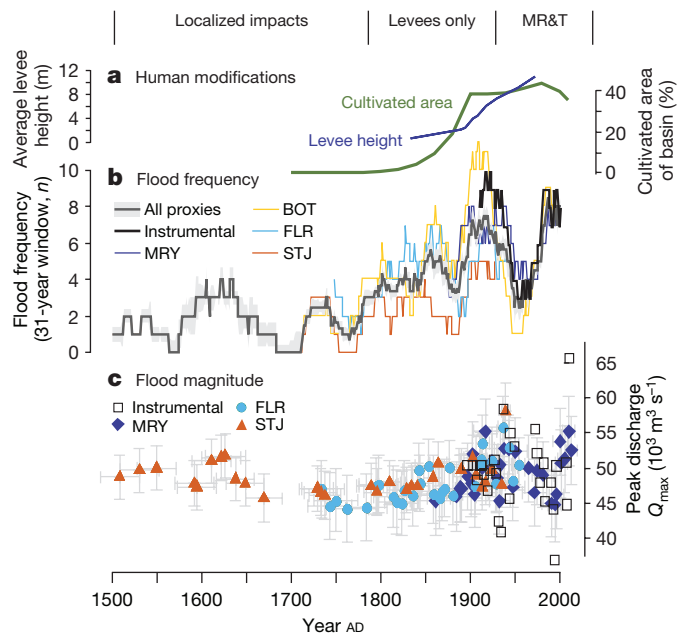 Localized impacts Levees only MR&T
a Human modifications
Average levee
height (m)
12
8
4
0
Cultivated area
Levee height
40
20
0
Cultivated area
of basin (%)
b Flood frequency
All proxies BOT
Instrumental FLR
MRY STJ
Flood frequency
(31-year window, n)
10
8
6
4
2
0
c Flood magnitude
Instrumental FLR
MRY STJ
65
60
55
50
45
40
Peak discharge
Qmax (10³ m³ s⁻¹)
1500 1600 1700 1800 1900 2000
Year AD